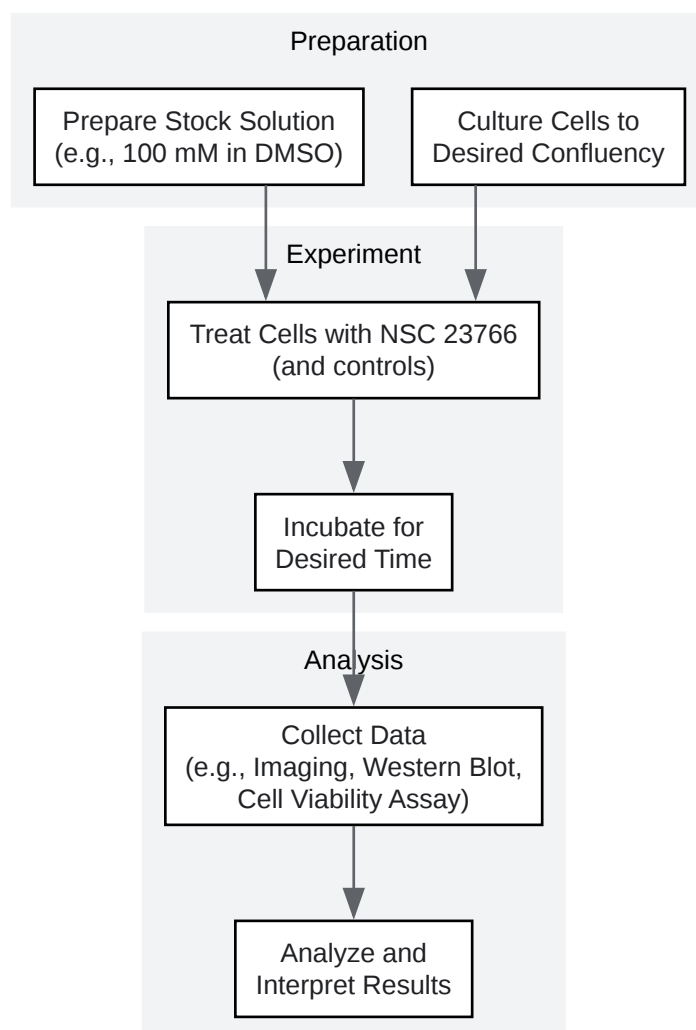 Preparation
Prepare Stock Solution
(e.g., 100 mM in DMSO)
Culture Cells to
Desired Confluency
Experiment
Treat Cells with NSC 23766
(and controls)
Incubate for
Desired Time
Analysis
Collect Data
(e.g., Imaging, Western Blot,
Cell Viability Assay)
Analyze and
Interpret Results